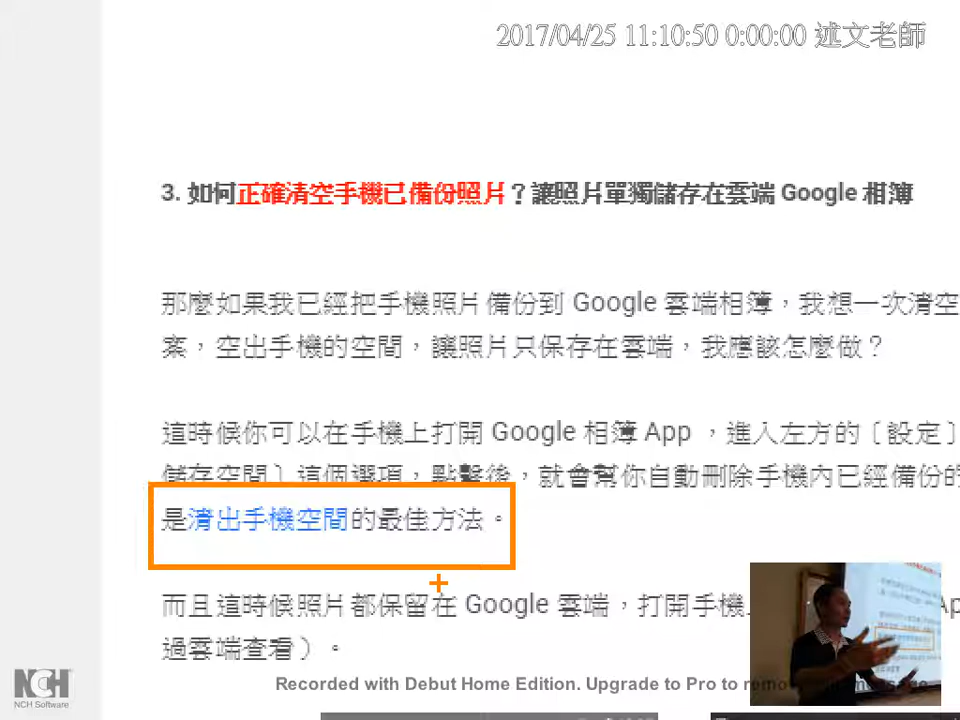 2017/04/25 11:10:50 0:00:00 述文老師
3. 如何正確清空手機已備份照片？讓照片單獨儲存在雲端 Google 相簿
那麼如果我已經把手機照片備份到 Google 雲端相簿，我想一次清空
案，空出手機的空間，讓照片只保存在雲端，我應該怎麼做？
這時候你可以在手機上打開 Google 相簿 App ，進入左方的〔設定〕
儲存空間〕這個選項，點擊後，就會幫你自動刪除手機內已經備份的
是清出手機空間的最佳方法。
而且這時候照片都保留在 Google 雲端，打開手機
過雲端查看）。
NCH
NCH Software
Recorded with Debut Home Edition. Upgrade to Pro to